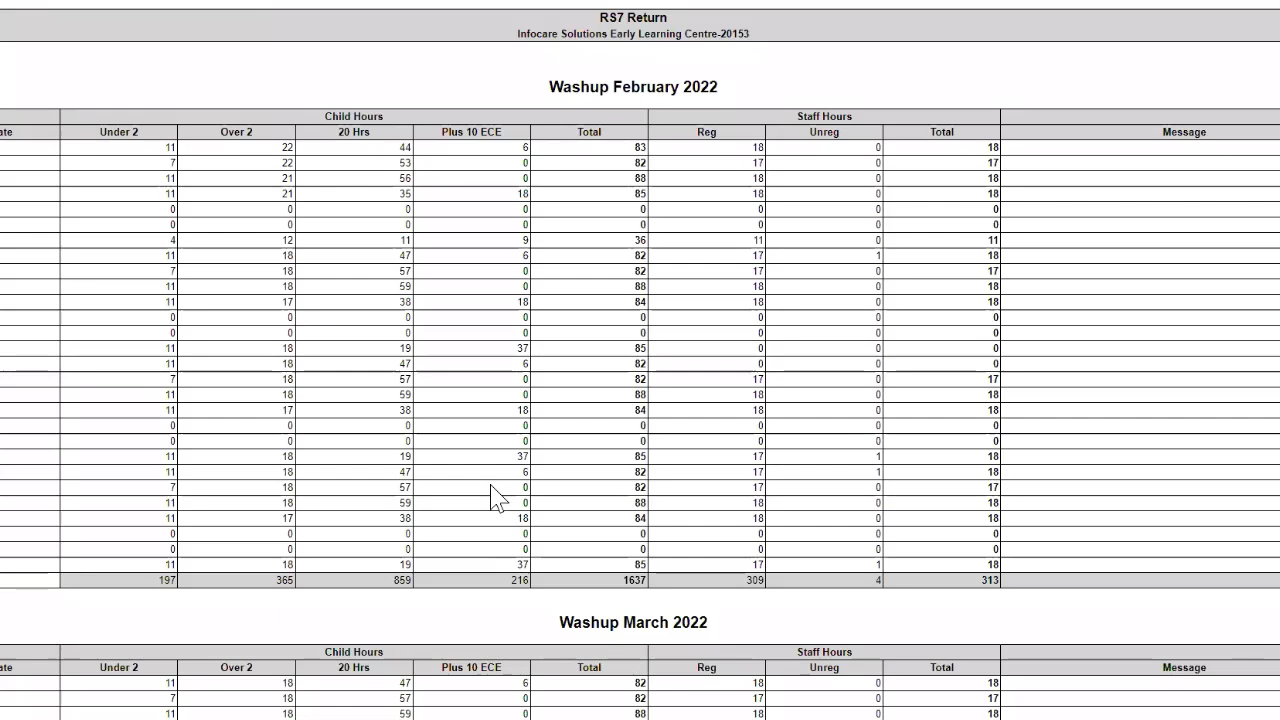 RS7 Return
Infocare Solutions Early Learning Centre-20153
Washup February 2022
Child Hours Staff Hours
ate Under 2 Over 2 20 Hrs Plus 10 ECE Total Reg Unreg Total Message
11 22 44 6 83 18 0 18
7 22 53 0 82 17 0 17
11 21 56 0 88 18 0 18
11 21 35 18 85 18 0 18
0 0 0 0 0 0 0 0
0 0 0 0 0 0 0 0
4 12 11 9 36 11 0 11
11 18 47 6 82 17 1 18
7 18 57 0 82 17 0 17
11 18 59 0 88 18 0 18
11 17 38 18 84 18 0 18
0 0 0 0 0 0 0 0
0 0 0 0 0 0 0 0
11 18 19 37 85 0 0 0
11 18 47 6 82 0 0 0
7 18 57 0 82 17 0 17
11 18 59 0 88 18 0 18
11 17 38 18 84 18 0 18
0 0 0 0 0 0 0 0
0 0 0 0 0 0 0 0
11 18 19 37 85 17 1 18
11 18 47 6 82 17 1 18
7 18 57 0 82 17 0 17
11 18 59 0 88 18 0 18
11 17 38 18 84 18 0 18
0 0 0 0 0 0 0 0
0 0 0 0 0 0 0 0
11 18 19 37 85 17 1 18
197 365 859 216 1637 309 4 313
Washup March 2022
Child Hours Staff Hours
ate Under 2 Over 2 20 Hrs Plus 10 ECE Total Reg Unreg Total Message
11 18 47 6 82 18 0 18
7 18 57 0 82 17 0 17
11 18 59 0 88 18 0 18